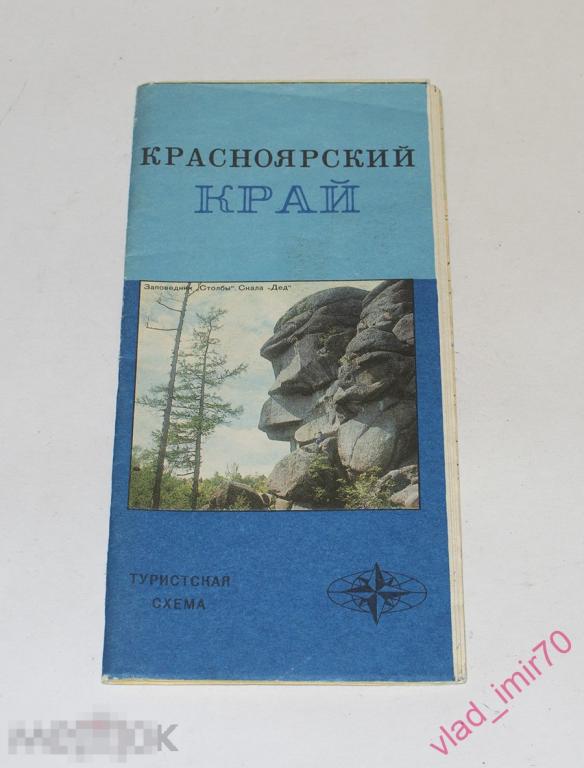 КРАСНОЯРСКИЙ
КРАЙ
Заповедник „Столбы". Скала „Дед"
ТУРИСТСКАЯ
СХЕМА
vlad_imir70